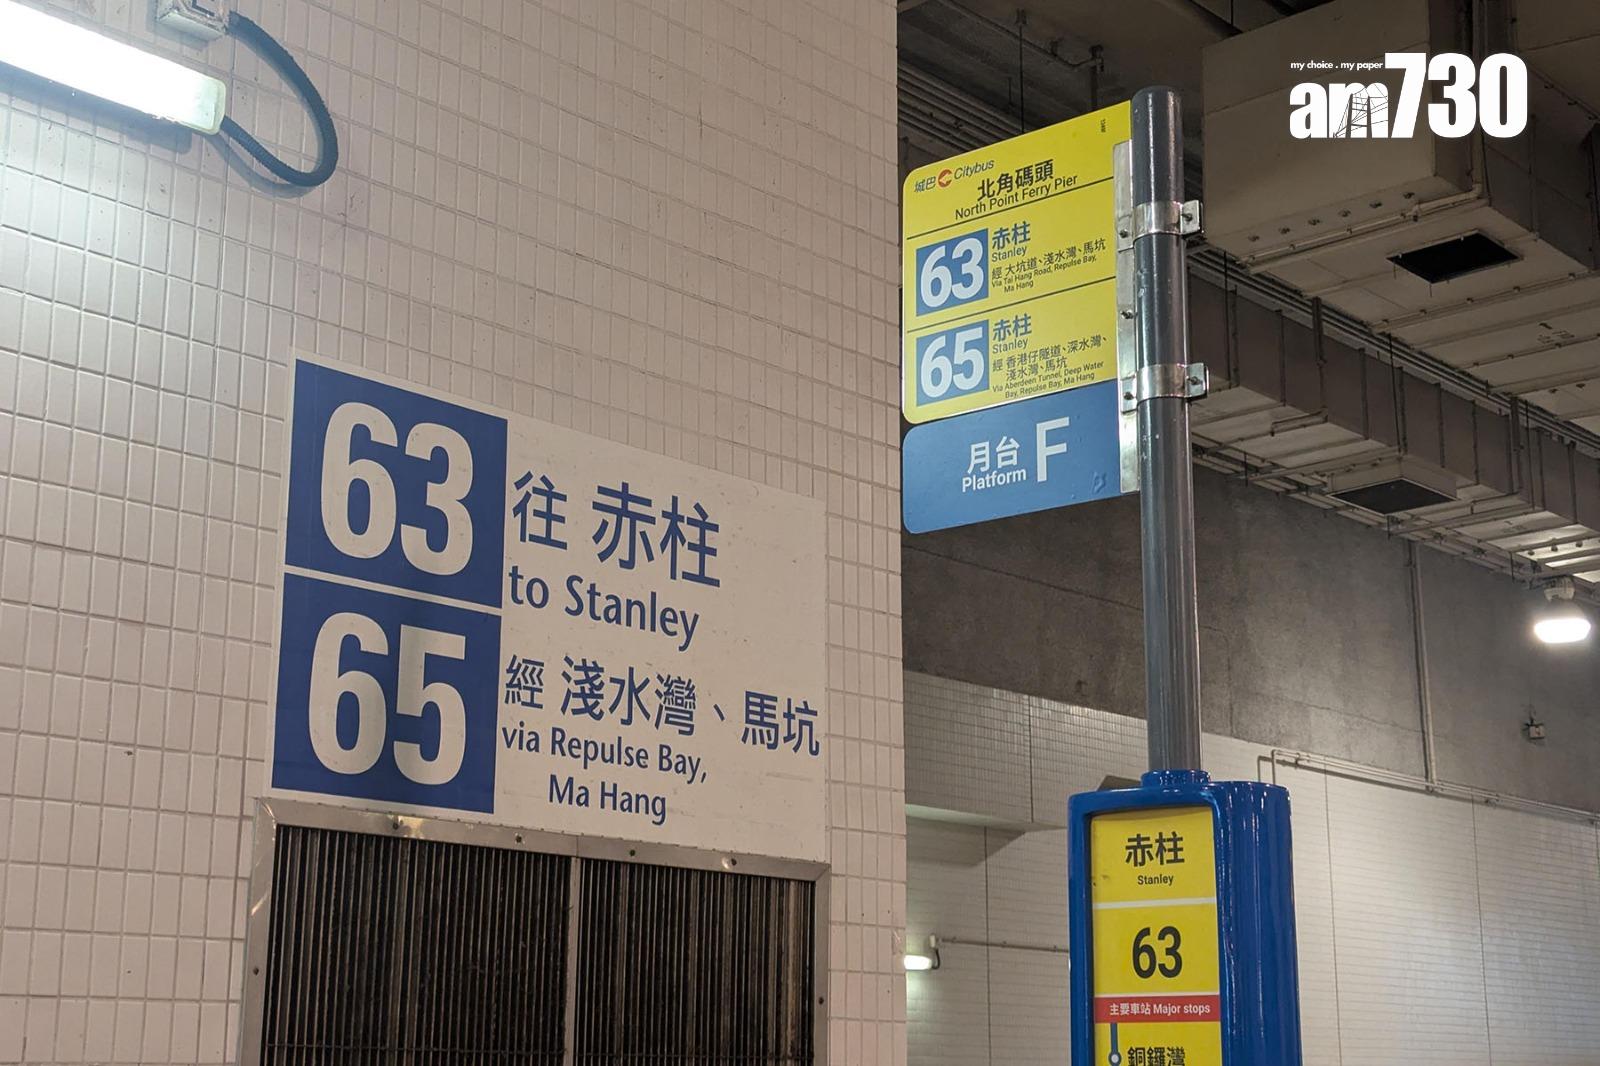 my choice . my paper
am730
城巴 Citybus
北角碼頭
North Point Ferry Pier
63
赤柱
Stanley
經 大坑道、淺水灣、馬坑
Via Tai Hang Road, Repulse Bay,
Ma Hang
65
赤柱
Stanley
經 香港仔隧道、深水灣、
淺水灣、馬坑
Via Aberdeen Tunnel, Deep Water
Bay, Repulse Bay, Ma Hang
月台
Platform
F
63
65
往 赤柱
to Stanley
經 淺水灣、馬坑
via Repulse Bay,
Ma Hang
赤柱
Stanley
63
主要車站 Major stops
銅鑼灣